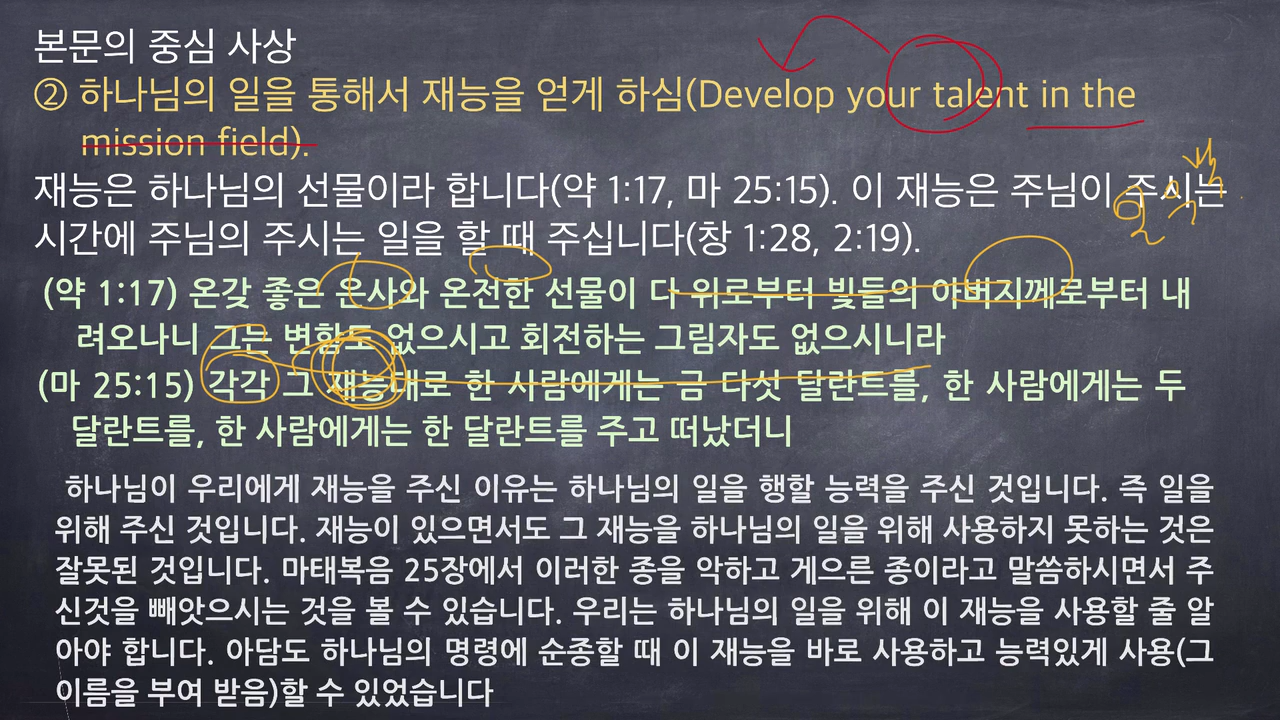 본문의 중심 사상
② 하나님의 일을 통해서 재능을 얻게 하심(Develop your talent in the
mission field).
재능은 하나님의 선물이라 합니다(약 1:17, 마 25:15). 이 재능은 주님이 주시는
시간에 주님의 주시는 일을 할 때 주십니다(창 1:28, 2:19).
(약 1:17) 온갖 좋은 은사와 온전한 선물이 다 위로부터 빛들의 아버지께로부터 내
려오나니 그는 변함도 없으시고 회전하는 그림자도 없으시니라
(마 25:15) 각각 그 재능대로 한 사람에게는 금 다섯 달란트를, 한 사람에게는 두
달란트를, 한 사람에게는 한 달란트를 주고 떠났더니
하나님이 우리에게 재능을 주신 이유는 하나님의 일을 행할 능력을 주신 것입니다. 즉 일을
위해 주신 것입니다. 재능이 있으면서도 그 재능을 하나님의 일을 위해 사용하지 못하는 것은
잘못된 것입니다. 마태복음 25장에서 이러한 종을 악하고 게으른 종이라고 말씀하시면서 주
신것을 빼앗으시는 것을 볼 수 있습니다. 우리는 하나님의 일을 위해 이 재능을 사용할 줄 알
아야 합니다. 아담도 하나님의 명령에 순종할 때 이 재능을 바로 사용하고 능력있게 사용(그
이름을 부여 받음)할 수 있었습니다